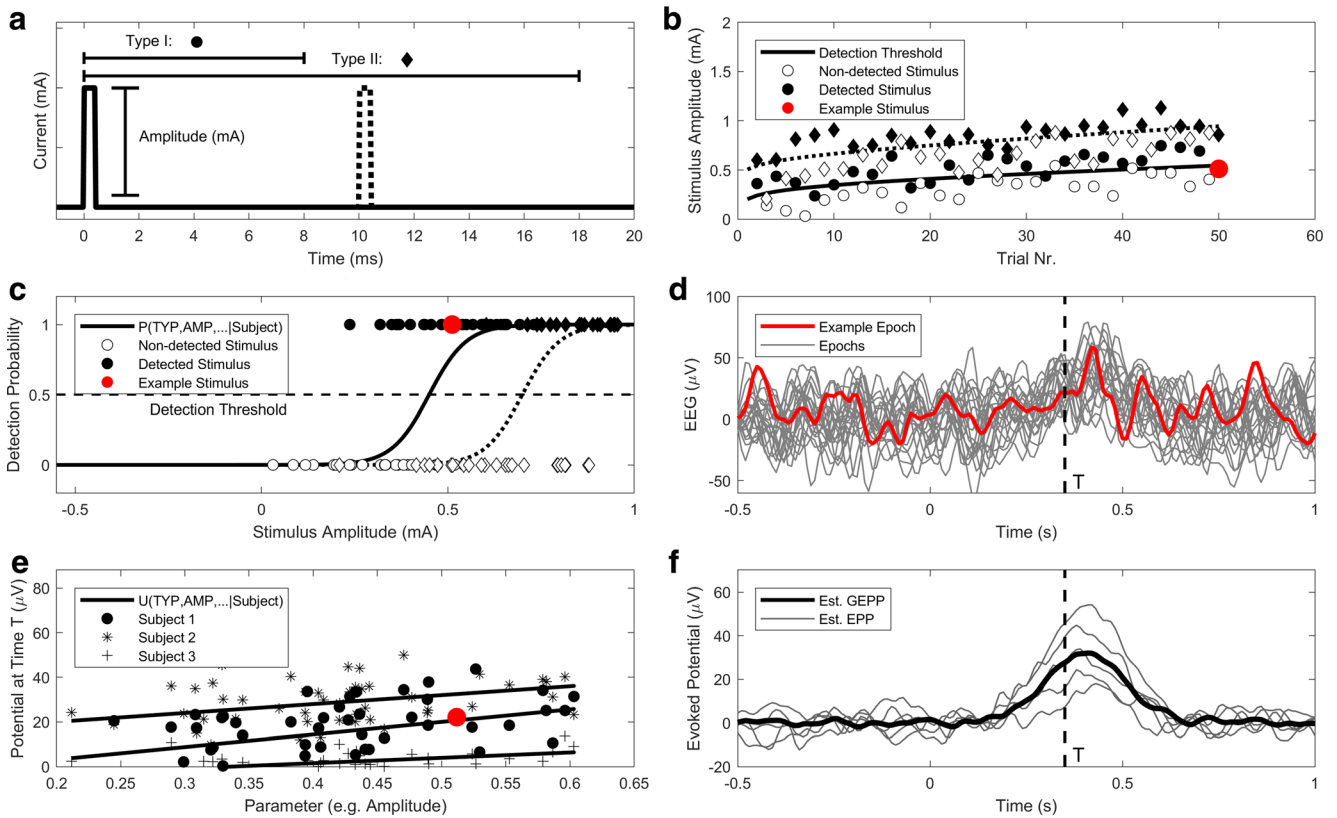 a
Type I:
Type II:
Amplitude (mA)
Current (mA)
0 2 4 6 8 10 12 14 16 18 20
Time (ms)
b
2
1.5
1
0.5
0
Stimulus Amplitude (mA)
Detection Threshold
Non-detected Stimulus
Detected Stimulus
Example Stimulus
0 10 20 30 40 50 60
Trial Nr.
c
1
0.5
0
Detection Probability
P(TYP,AMP,...|Subject)
Non-detected Stimulus
Detected Stimulus
Example Stimulus
Detection Threshold
-0.5 0 0.5 1
Stimulus Amplitude (mA)
d
100
50
0
-50
EEG (μV)
Example Epoch
Epochs
T
-0.5 0 0.5 1
Time (s)
e
80
60
40
20
0
Potential at Time T (μV)
U(TYP,AMP,...|Subject)
Subject 1
Subject 2
Subject 3
0.2 0.25 0.3 0.35 0.4 0.45 0.5 0.55 0.6 0.65
Parameter (e.g. Amplitude)
f
80
60
40
20
0
-20
Evoked Potential(μV)
Est. GEPP
Est. EPP
T
-0.5 0 0.5 1
Time (s)